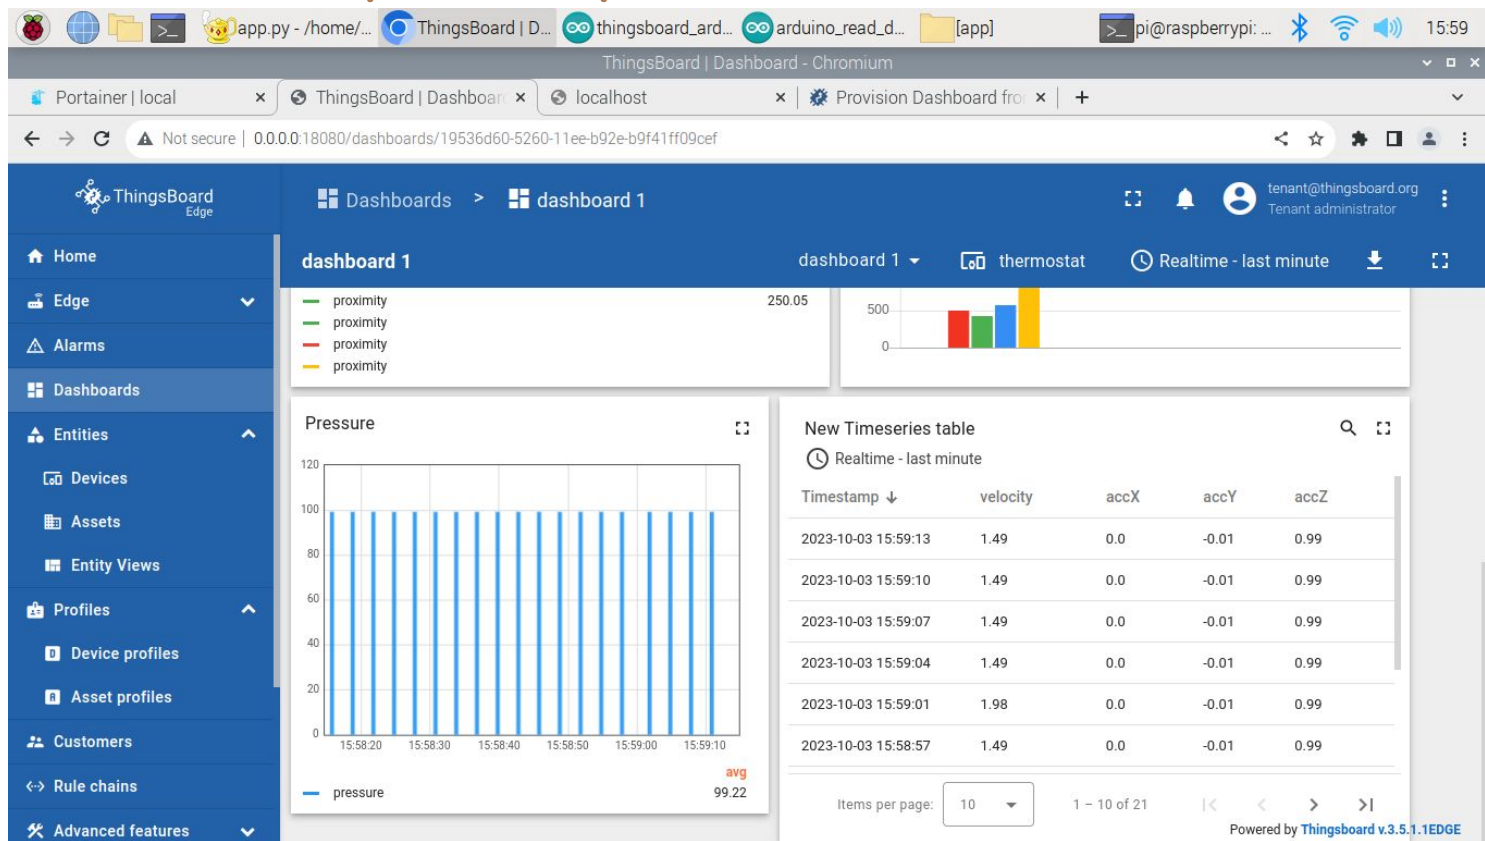 app.py - /home/...
ThingsBoard | D...
thingsboard_ard...
arduino_read_d...
[app]
pi@raspberrypi: ...
15:59
ThingsBoard | Dashboard - Chromium
Portainer | local
ThingsBoard | Dashboar
localhost
Provision Dashboard fro
Not secure | 0.0.0.0:18080/dashboards/19536d60-5260-11ee-b92e-b9f41ff09cef
ThingsBoard
Edge
Dashboards > dashboard 1
tenant@thingsboard.org
Tenant administrator
Home
Edge
Alarms
Dashboards
Entities
Devices
Assets
Entity Views
Profiles
Device profiles
Asset profiles
Customers
Rule chains
Advanced features
dashboard 1
dashboard 1
thermostat
Realtime - last minute
proximity 250.05
proximity
proximity
proximity
500
0
Pressure
120
100
80
60
40
20
0
15:58:20 15:58:30 15:58:40 15:58:50 15:59:00 15:59:10
avg
pressure 99.22
New Timeseries table
Realtime - last minute
Timestamp velocity accX accY accZ
2023-10-03 15:59:13 1.49 0.0 -0.01 0.99
2023-10-03 15:59:10 1.49 0.0 -0.01 0.99
2023-10-03 15:59:07 1.49 0.0 -0.01 0.99
2023-10-03 15:59:04 1.49 0.0 -0.01 0.99
2023-10-03 15:59:01 1.98 0.0 -0.01 0.99
2023-10-03 15:58:57 1.49 0.0 -0.01 0.99
Items per page: 10 1 – 10 of 21
Powered by Thingsboard v.3.5.1.1EDGE